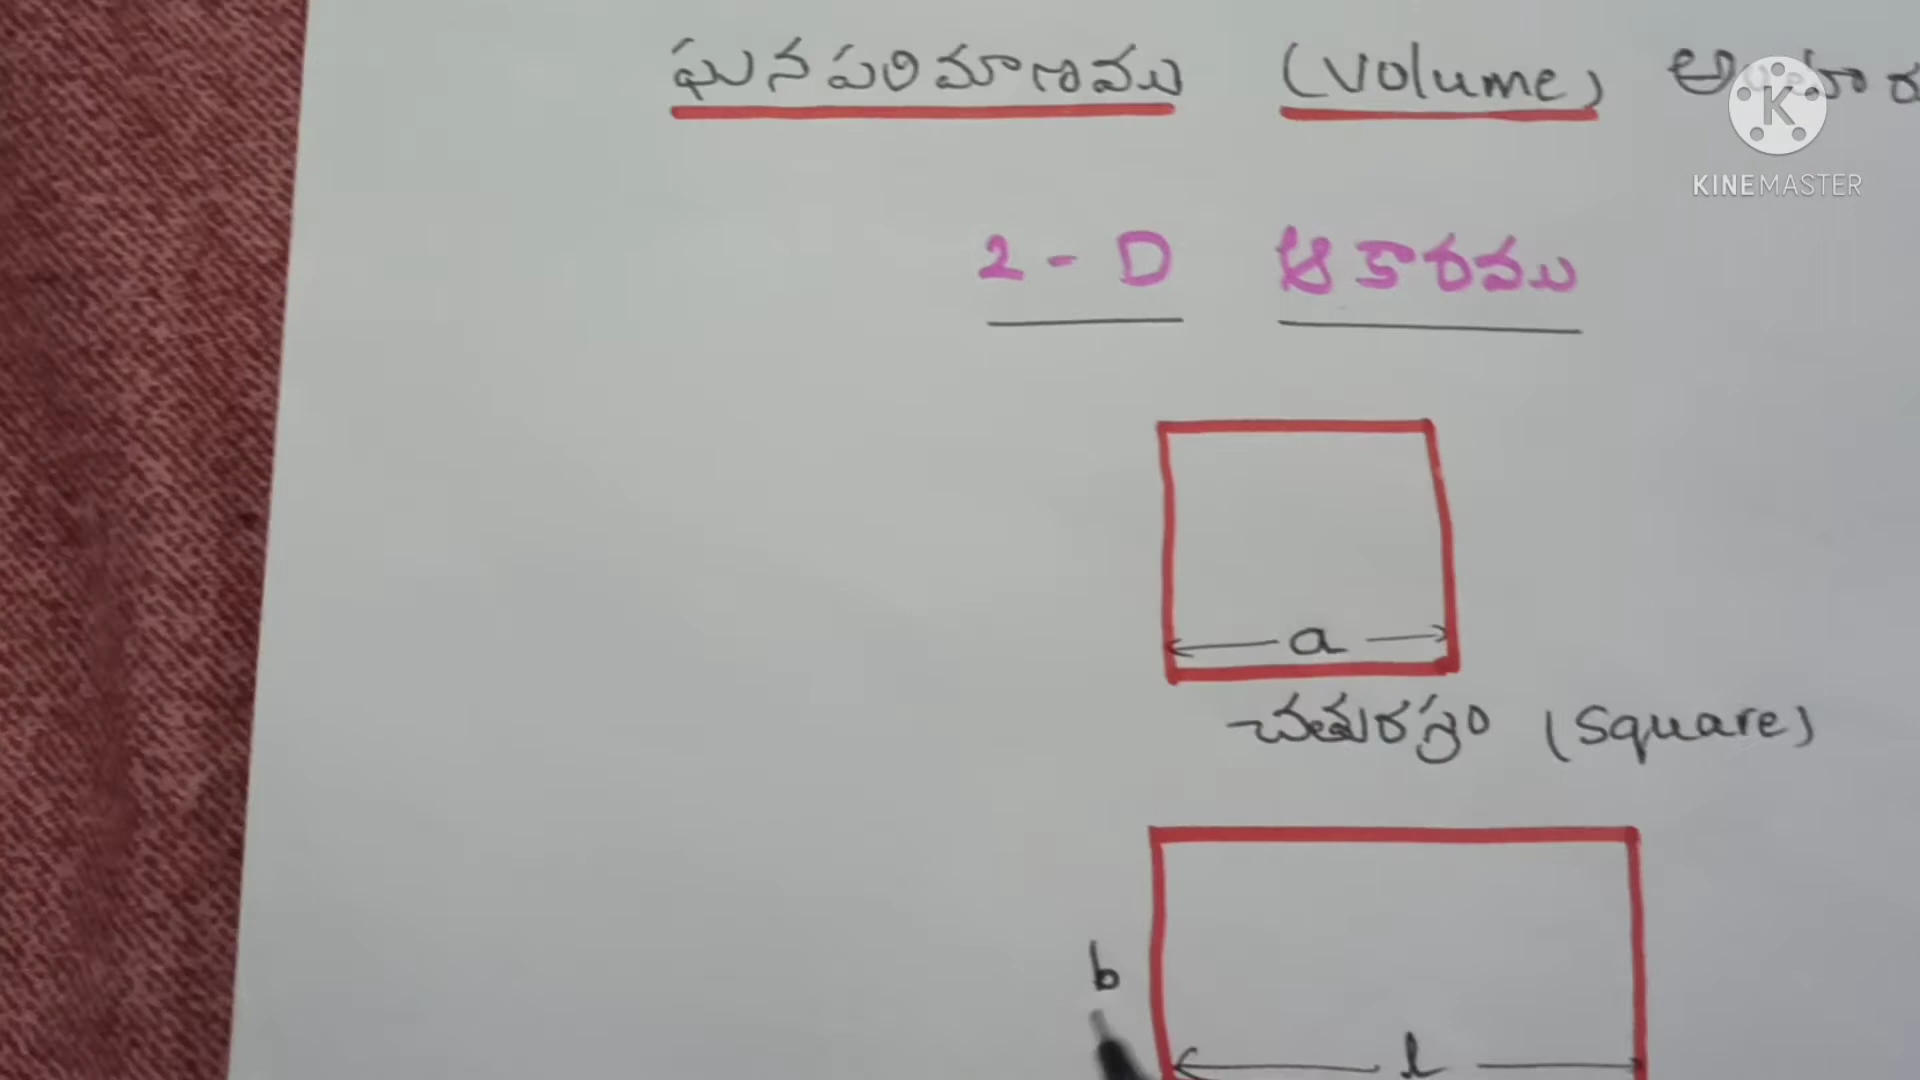 ఘనపరిమాణము (Volume)
KINEMASTER
2 - D ఆకారము
a
చతురస్రం (Square)
b
l